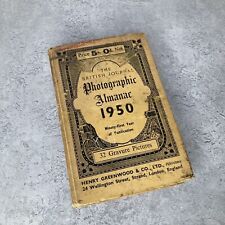 Price 5s. 0d. Net
THE
BRITISH JOURNAL
Photographic
Almanac
1950
Ninety-first Year
of Publication
32 Gravure Pictures
HENRY GREENWOOD & CO., LTD., Publishers
24 Wellington Street, Strand, London, England